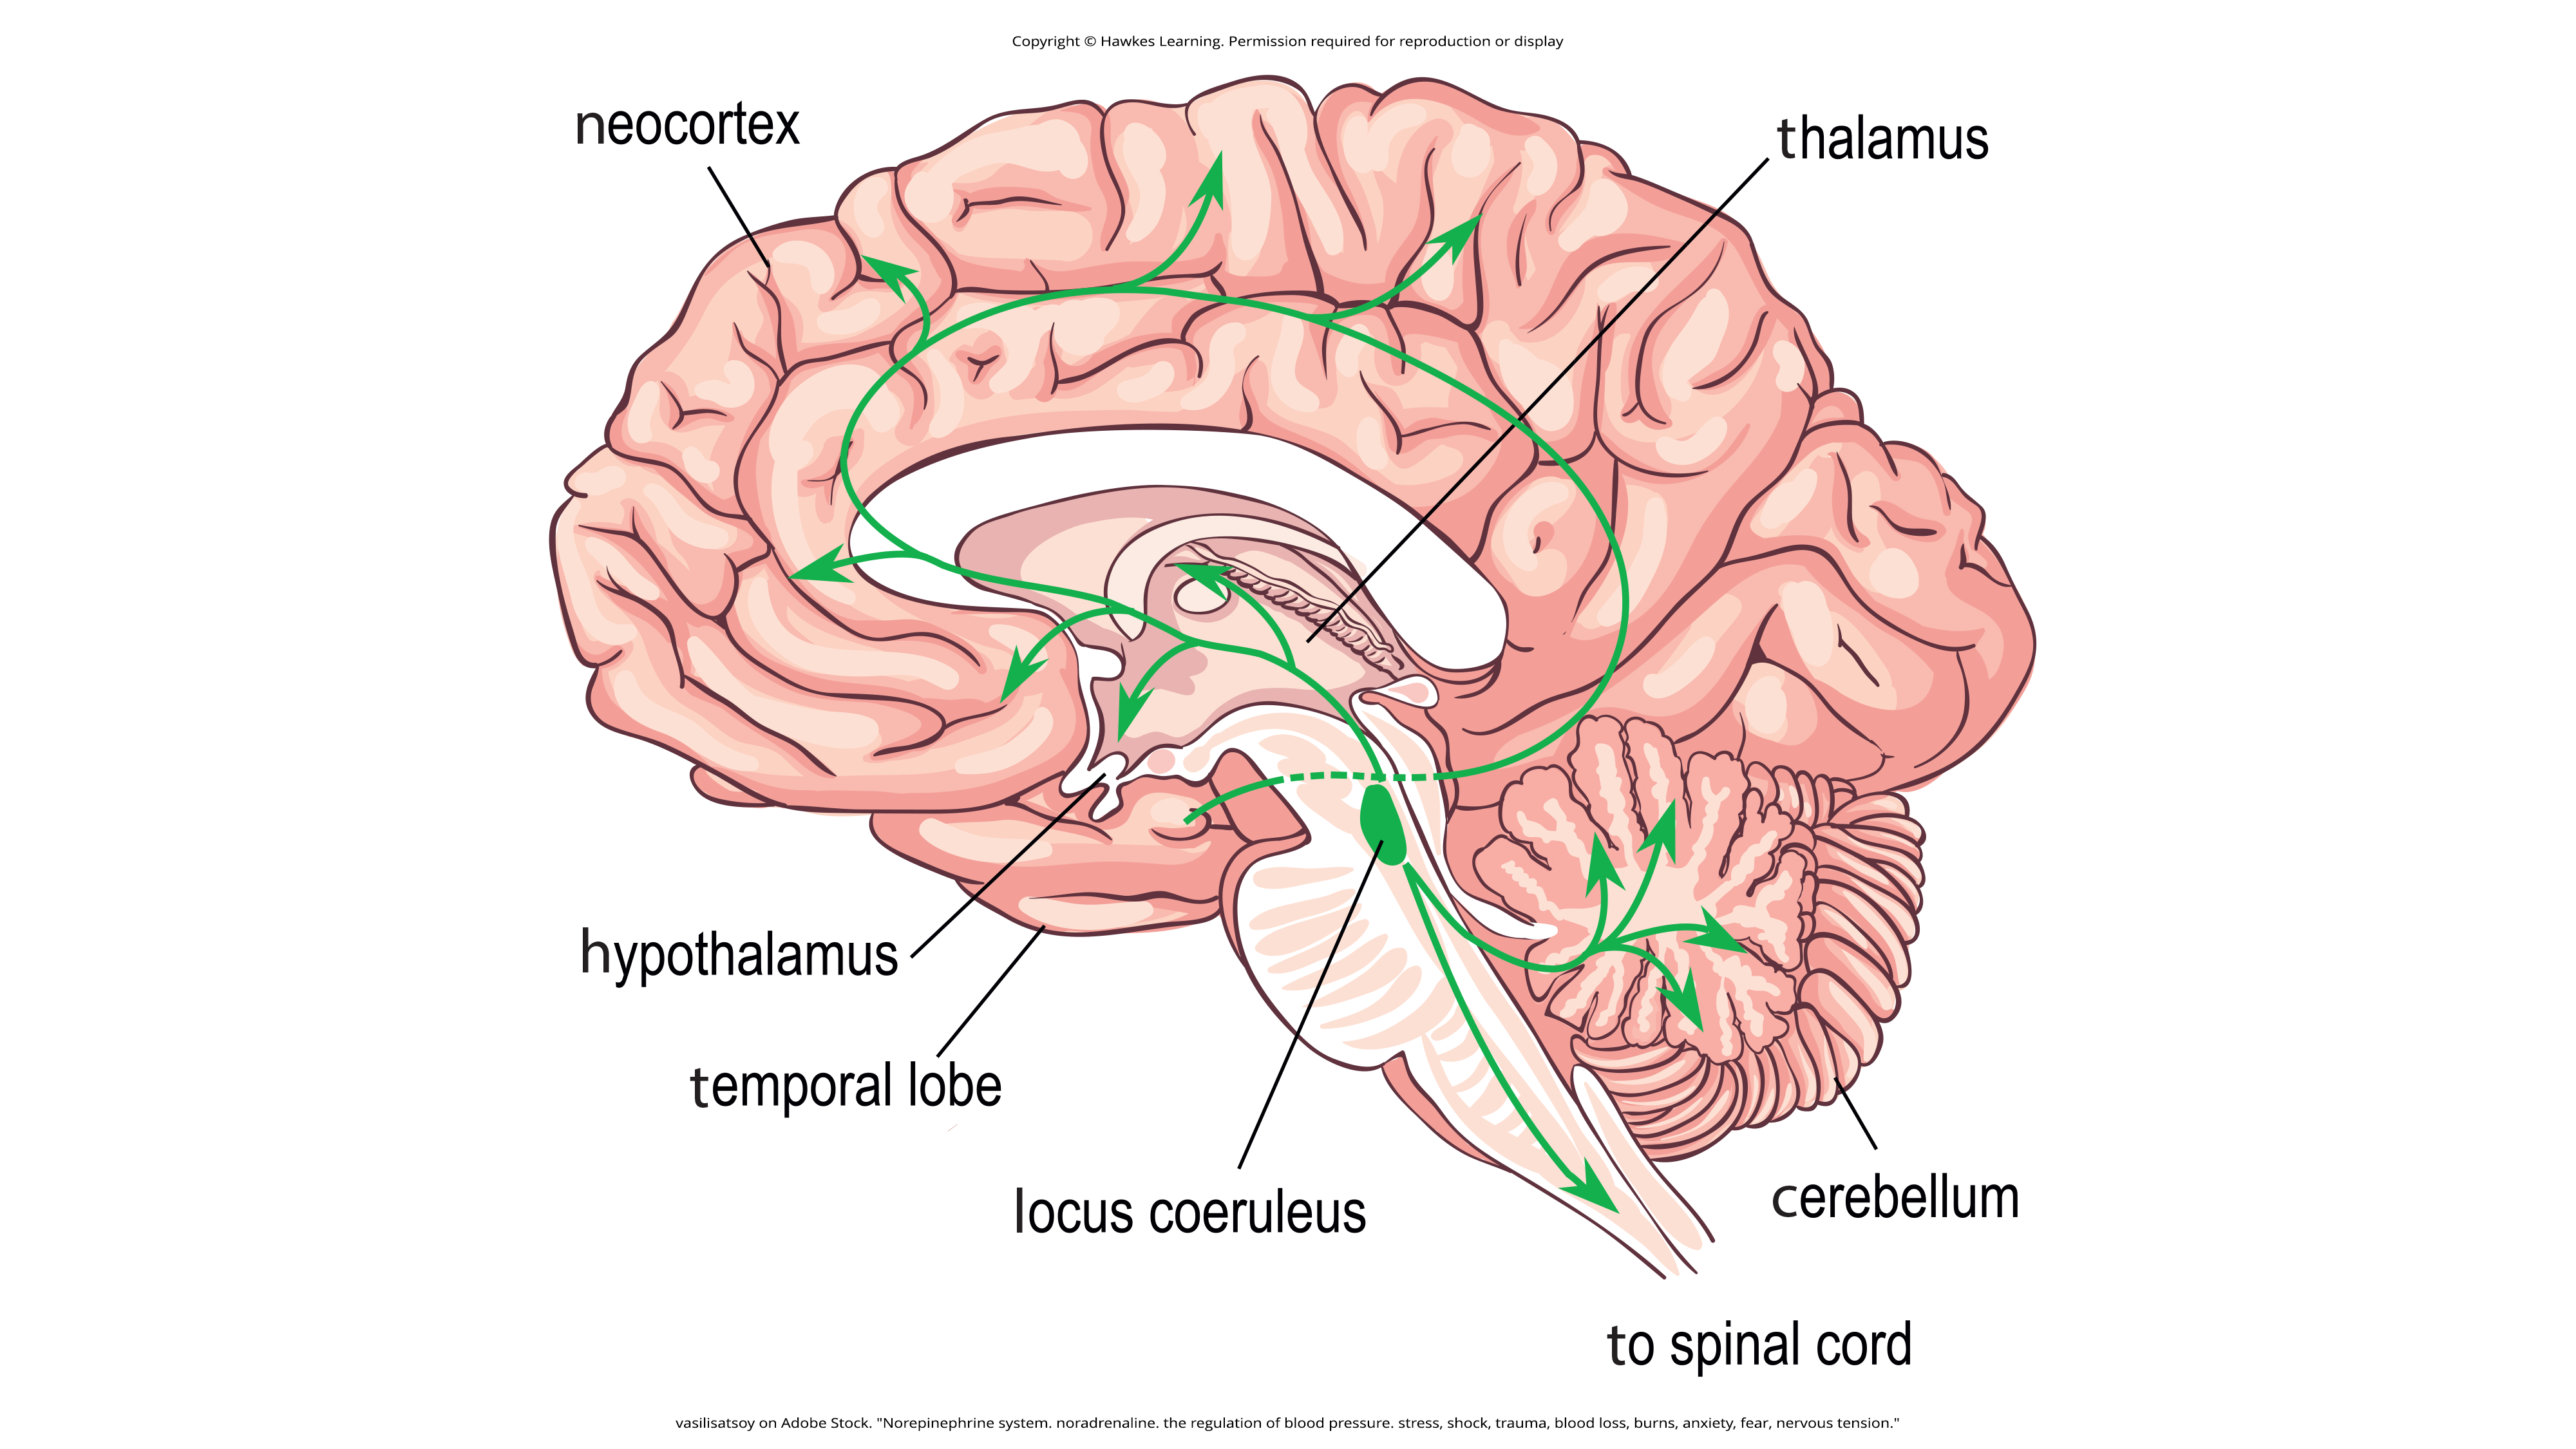 Copyright © Hawkes Learning. Permission required for reproduction or display
neocortex
thalamus
hypothalamus
temporal lobe
locus coeruleus
cerebellum
to spinal cord
vasilisatsoy on Adobe Stock. "Norepinephrine system. noradrenaline. the regulation of blood pressure. stress, shock, trauma, blood loss, burns, anxiety, fear, nervous tension."